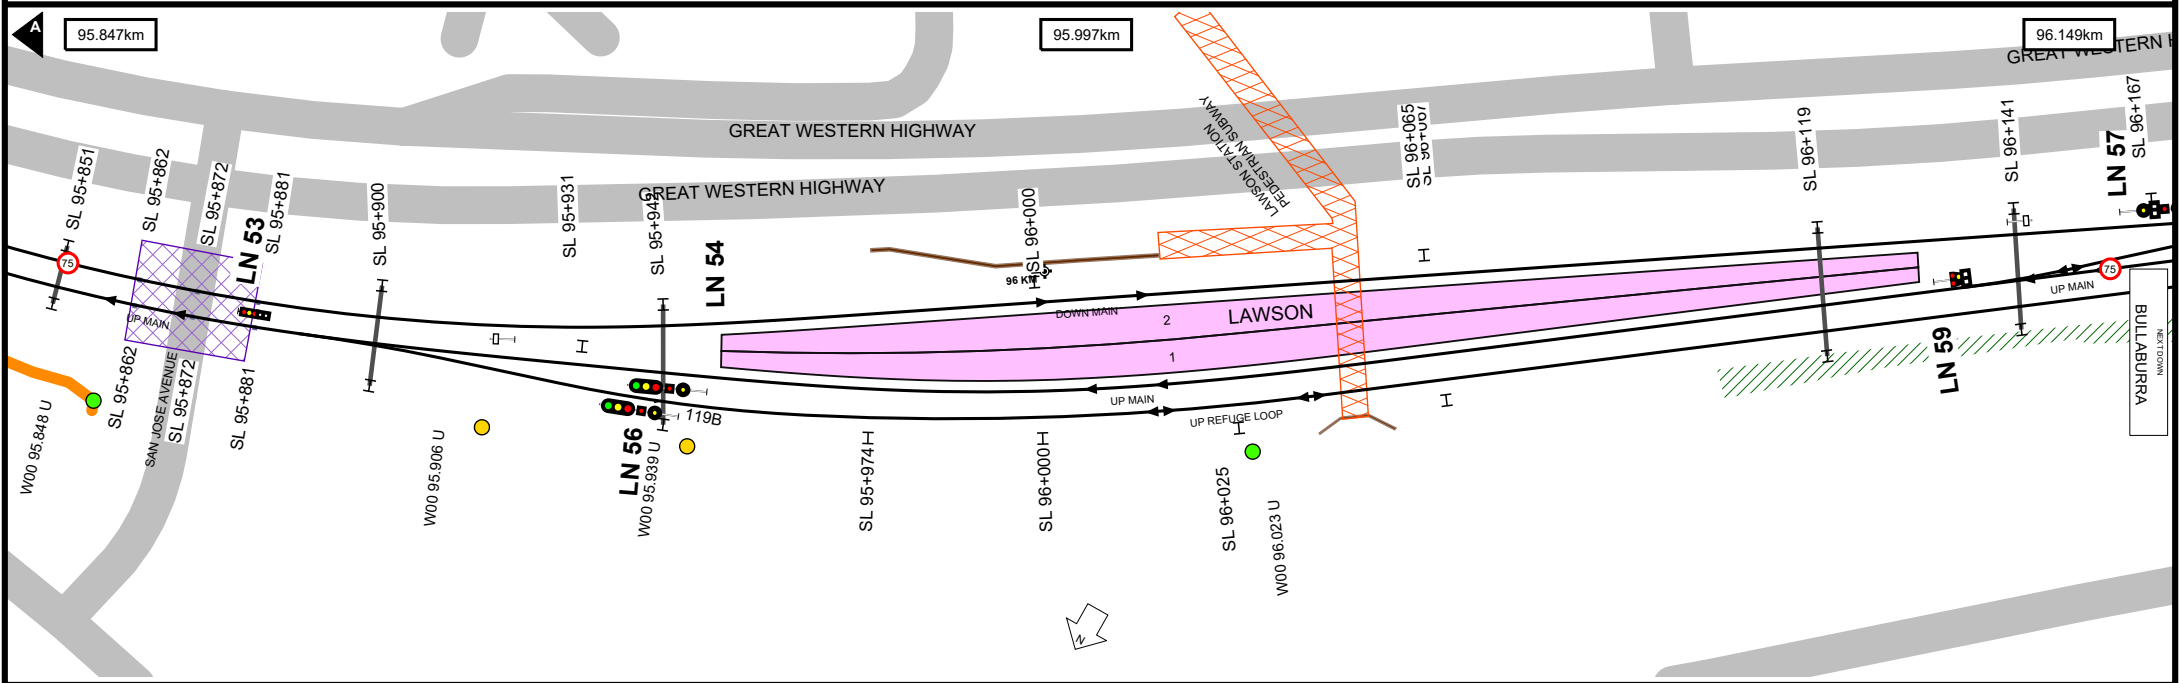 A
95.847km
95.997km
96.149km
GREAT WESTERN H
GREAT WESTERN HIGHWAY
GREAT WESTERN HIGHWAY
LAWSON STATION
PEDESTRIAN SUBWAY
SL 95+851
SL 95+862
SL 95+872
SL 95+881
SL 95+900
SL 95+931
SL 95+942
SL 96+000
SL 96+065
SL 96+119
SL 96+141
SL 96+167
LN 53
LN 54
LN 57
75
96 KM
DOWN MAIN
2
LAWSON
1
75
UP MAIN
UP MAIN
UP MAIN
UP REFUGE LOOP
119B
LN 56
LN 59
BULLABURRA
NEXT DOWN
W00 95.848 U
SL 95+862
SAN JOSE AVENUE
SL 95+872
SL 95+881
W00 95.906 U
W00 95.939 U
SL 95+974
SL 96+000
SL 96+025
W00 96.023 U
N